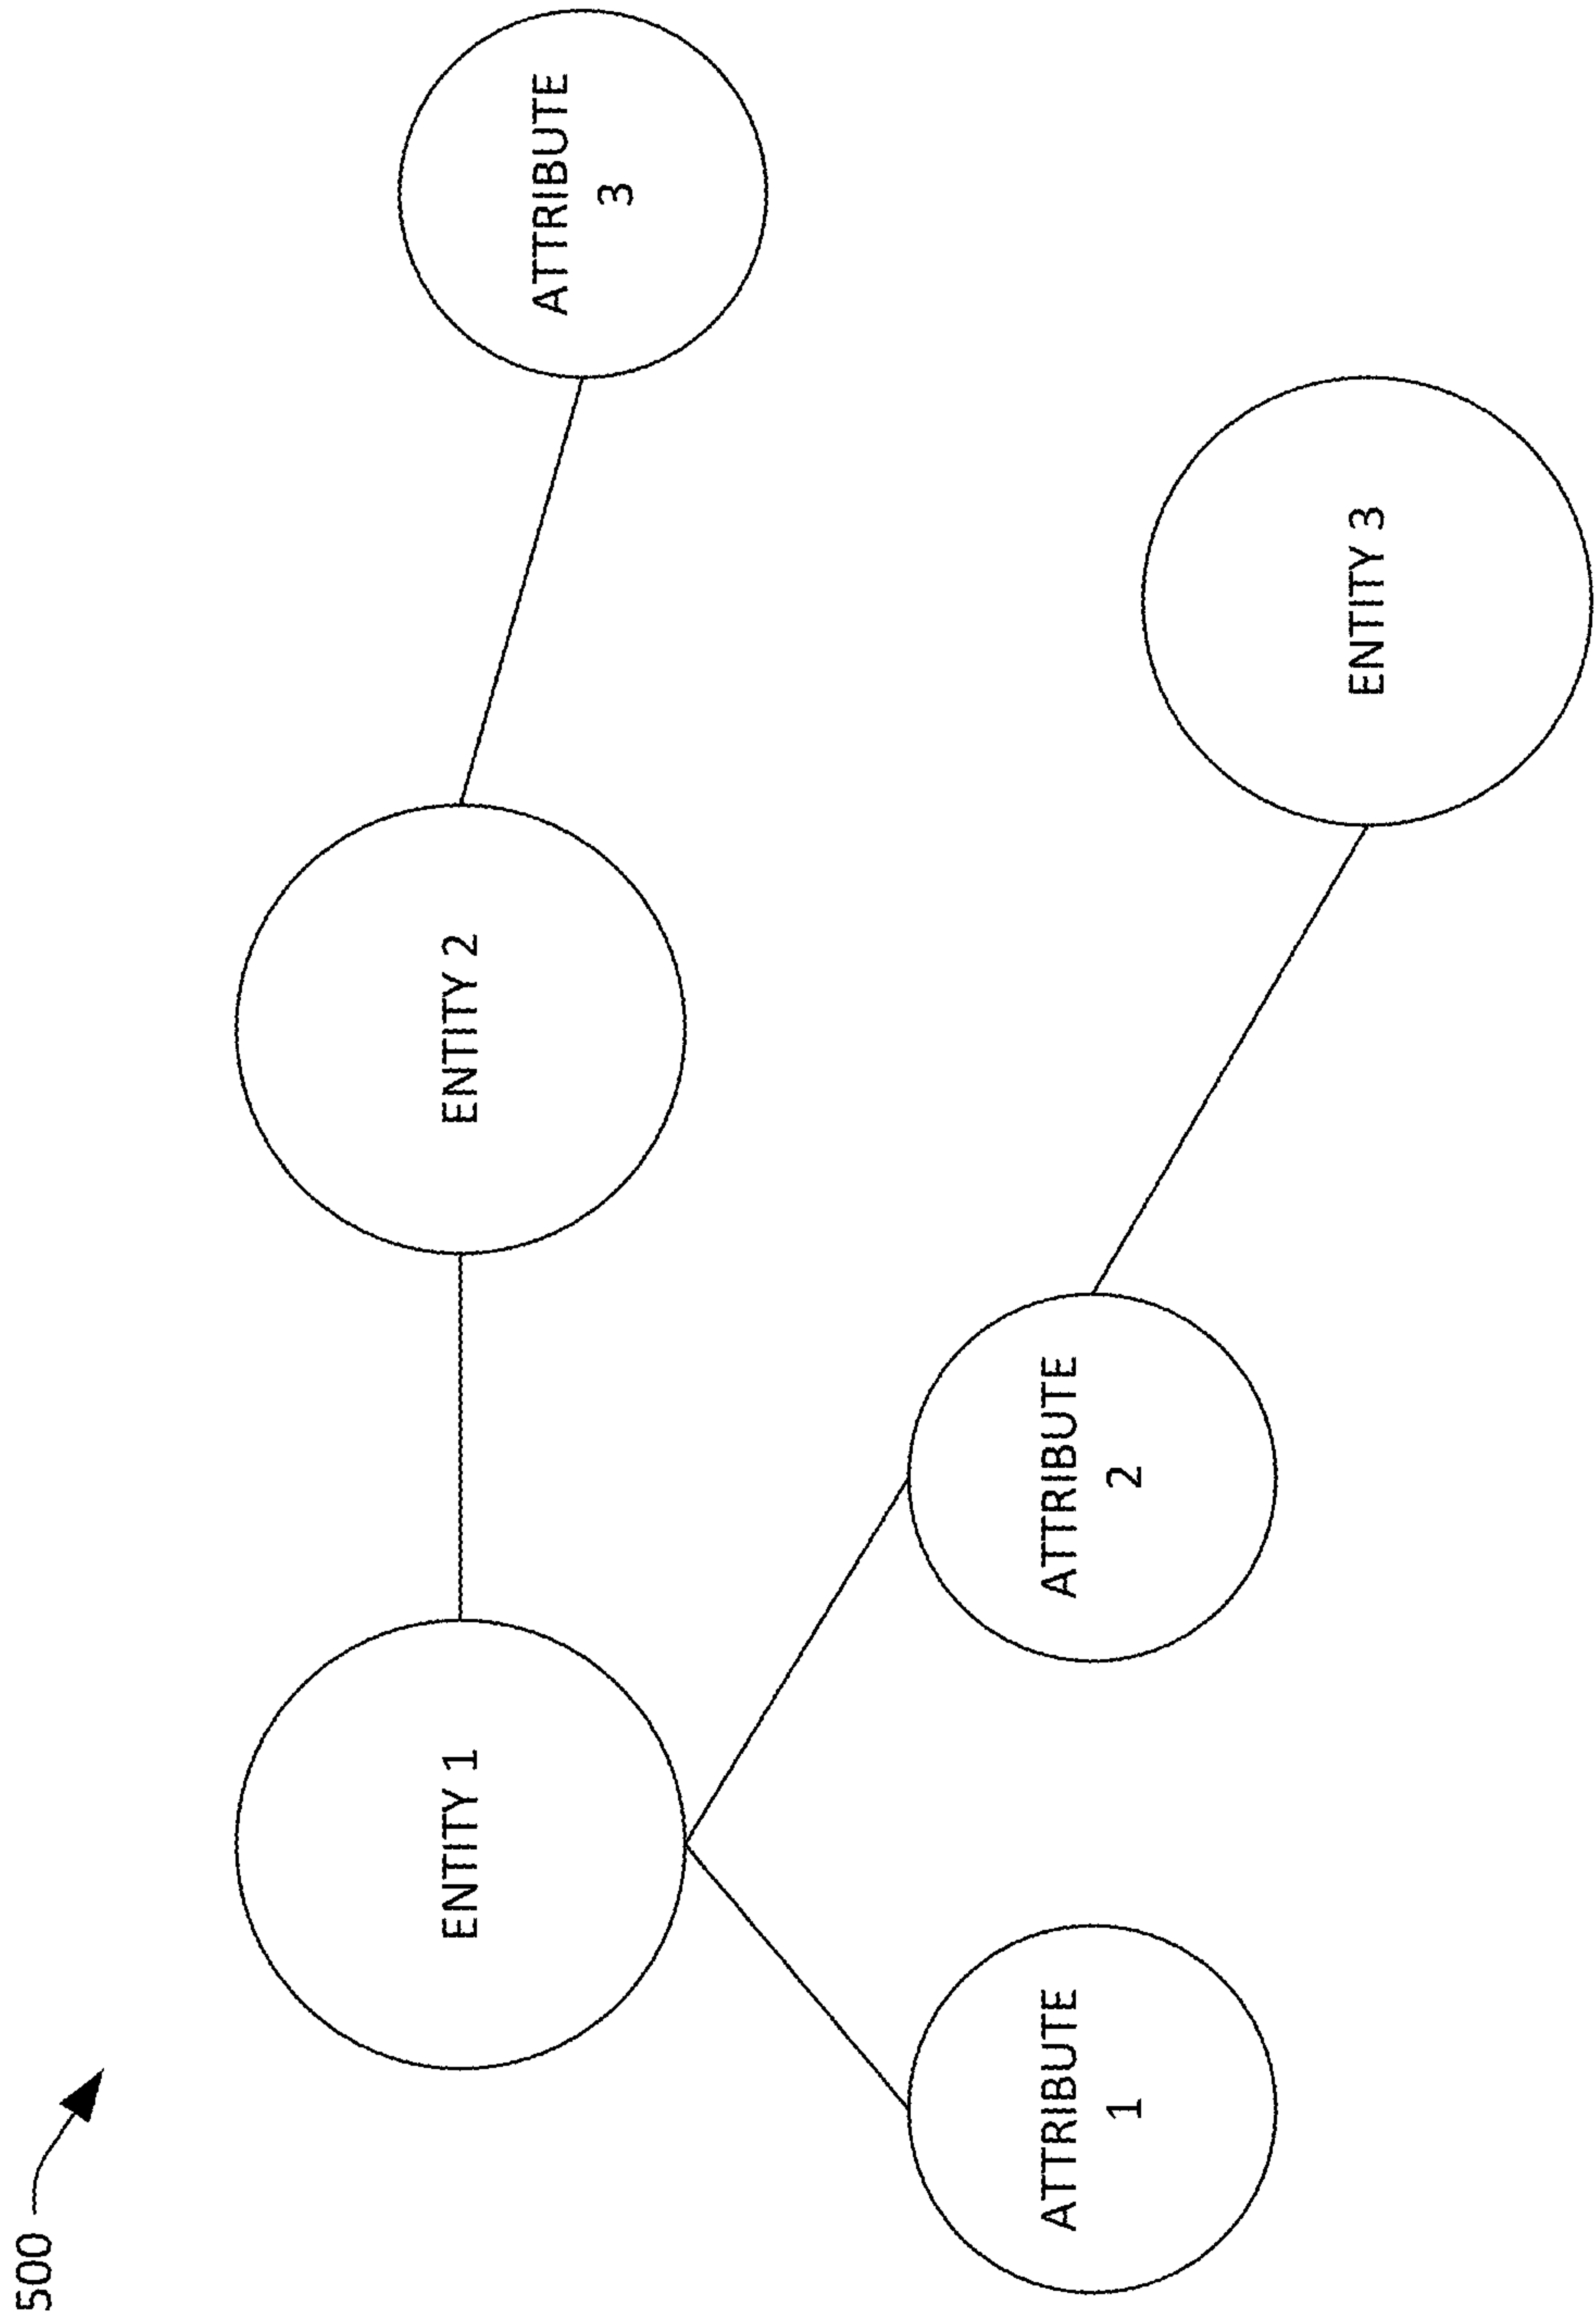 500
ENTITY 1
ENTITY 2
ATTRIBUTE
3
ATTRIBUTE
1
ATTRIBUTE
2
ENTITY 3